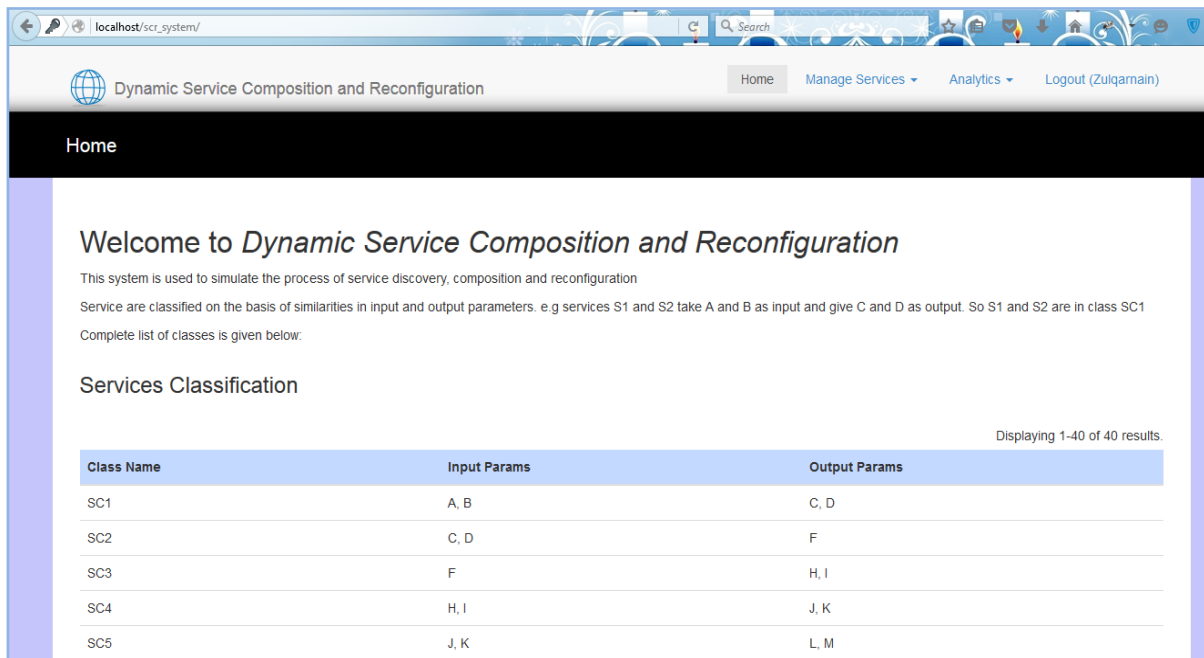 localhost/scr_system/
Search
Dynamic Service Composition and Reconfiguration
Home Manage Services Analytics Logout (Zulqarnain)
Home
Welcome to Dynamic Service Composition and Reconfiguration
This system is used to simulate the process of service discovery, composition and reconfiguration
Service are classified on the basis of similarities in input and output parameters. e.g services S1 and S2 take A and B as input and give C and D as output. So S1 and S2 are in class SC1
Complete list of classes is given below:
Services Classification
Displaying 1-40 of 40 results.
Class Name Input Params Output Params
SC1 A, B C, D
SC2 C, D F
SC3 F H, I
SC4 H, I J, K
SC5 J, K L, M